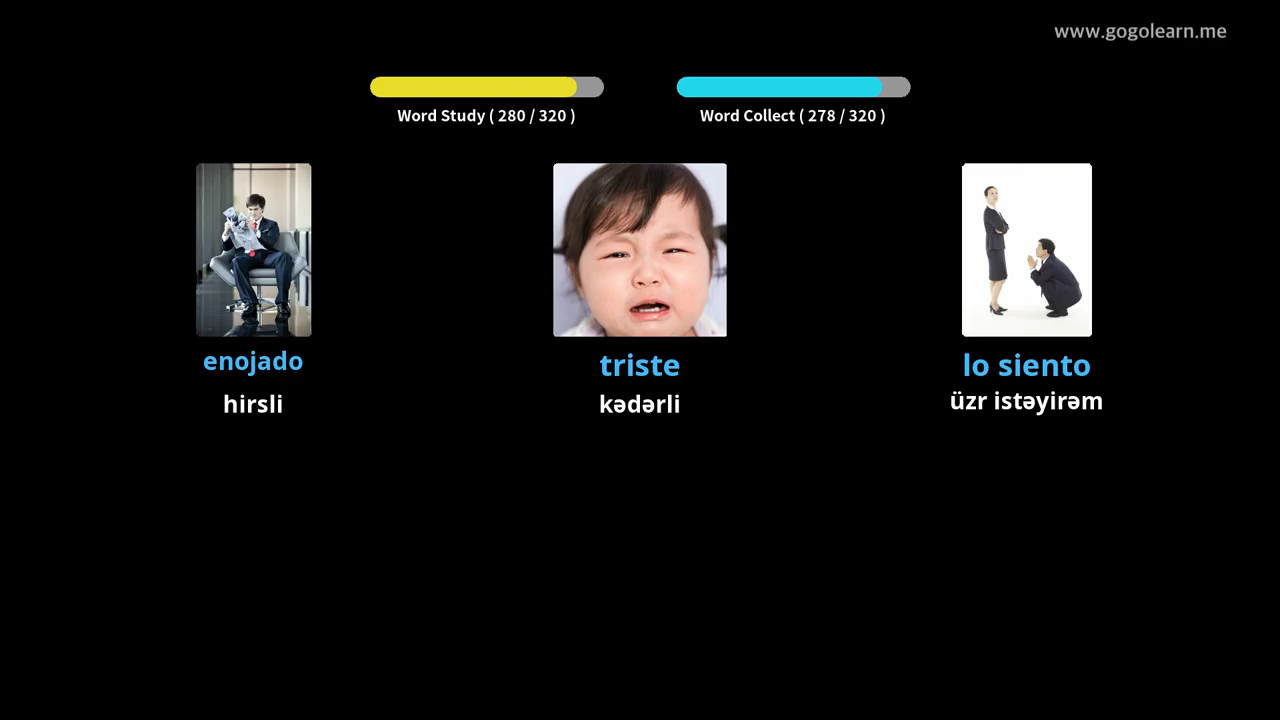 www.gogolearn.me
Word Study ( 280 / 320 )
Word Collect ( 278 / 320 )
enojado
hirsli
triste
kədərli
lo siento
üzr istəyirəm